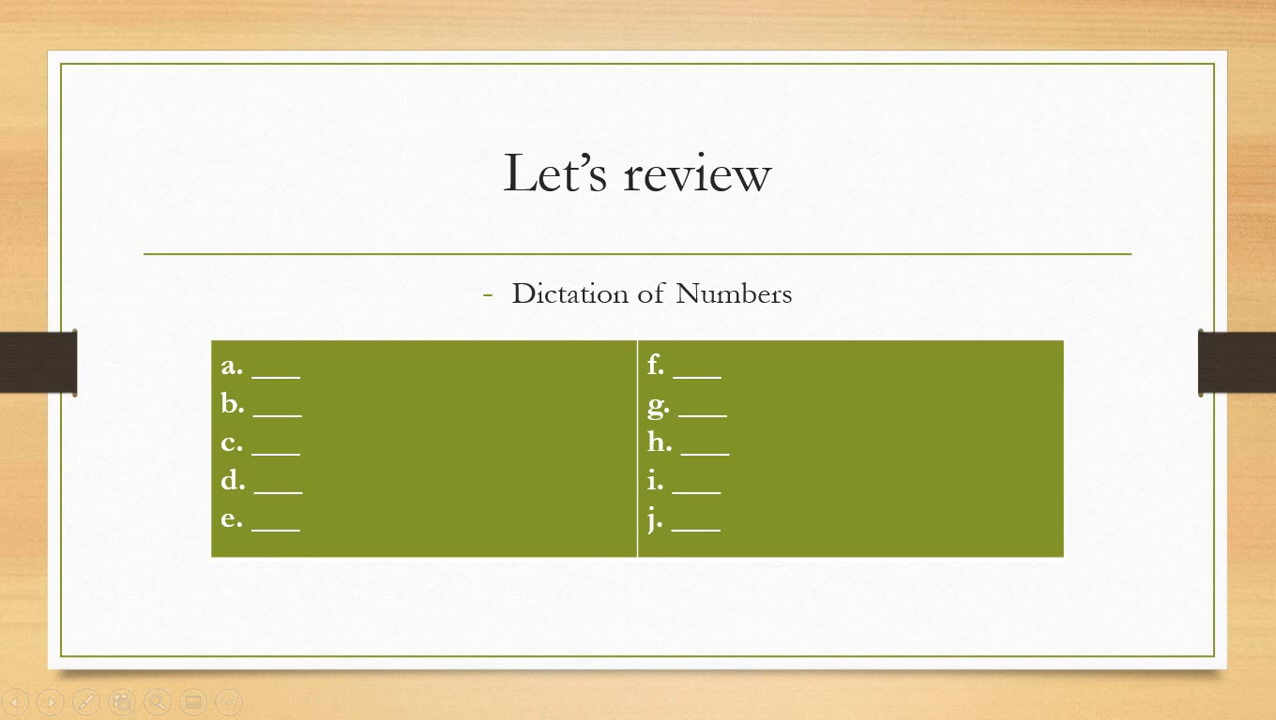 Let’s review
- Dictation of Numbers
a. ____
b. ____
c. ____
d. ____
e. ____
f. ____
g. ____
h. ____
i. ____
j. ____